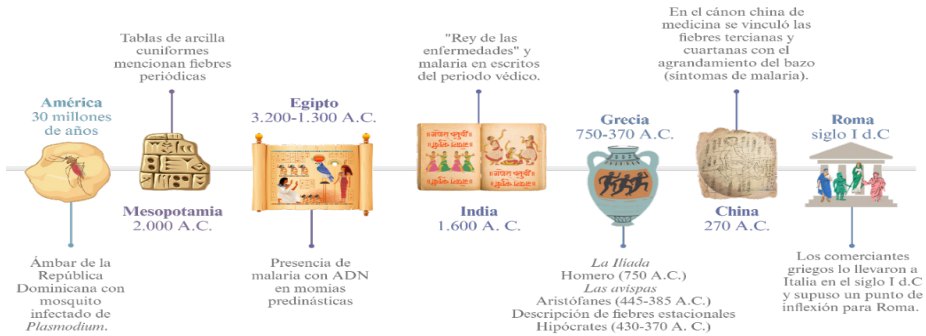 América
30 millones
de años
Ámbar de la
República
Dominicana con
mosquito
infectado de
Plasmodium.
Tablas de arcilla
cuniformes
mencionan fiebres
periódicas
Mesopotamia
2.000 A.C.
Egipto
3.200-1.300 A.C.
Presencia de
malaria con ADN
en momias
predinásticas
"Rey de las
enfermedades" y
malaria en escritos
del periodo védico.
India
1.600 A. C.
Grecia
750-370 A.C.
La Ilíada
Homero (750 A.C.)
Las avispas
Aristófanes (445-385 A.C.)
Descripción de fiebres estacionales
Hipócrates (430-370 A. C.)
En el cánon china de
medicina se vinculó las
fiebres tercianas y
cuartanas con el
agrandamiento del bazo
(síntomas de malaria).
China
270 A.C.
Roma
siglo I d.C
Los comerciantes
griegos lo llevaron a
Italia en el siglo I d.C
y supuso un punto de
inflexión para Roma.